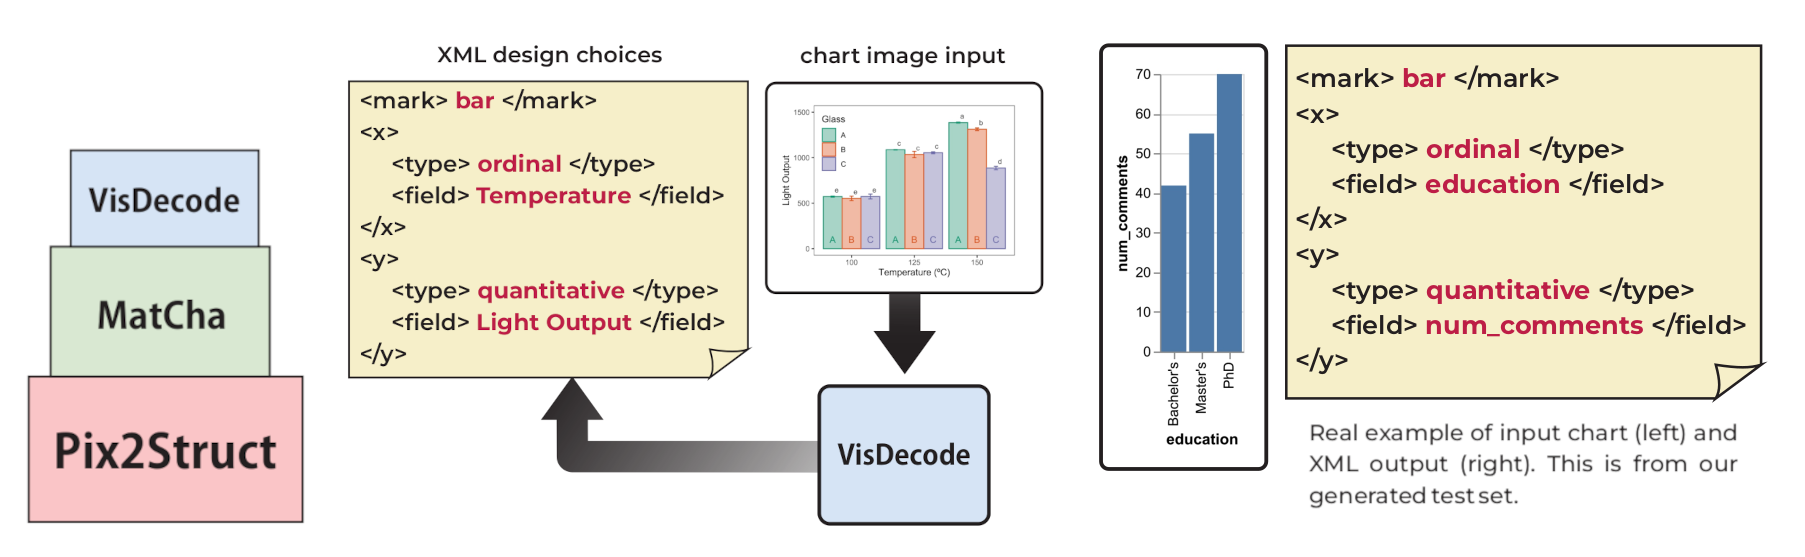 VisDecode
MatCha
Pix2Struct
XML design choices
<mark> bar </mark>
<x>
<type> ordinal </type>
<field> Temperature </field>
</x>
<y>
<type> quantitative </type>
<field> Light Output </field>
</y>
chart image input
1500
1000
500
0
Light Output
Glass
A
B
C
e e e
c c c
a b d
A B C A B C A B C
100 125 150
Temperature (ºC)
VisDecode
70
60
50
40
30
20
10
0
num_comments
Bachelor's
Master's
PhD
education
<mark> bar </mark>
<x>
<type> ordinal </type>
<field> education </field>
</x>
<y>
<type> quantitative </type>
<field> num_comments </field>
</y>
Real example of input chart (left) and
XML output (right). This is from our
generated test set.